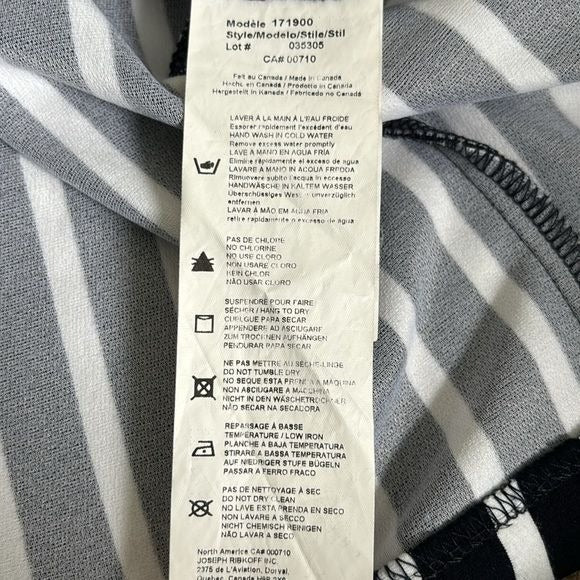 Modèle 171900
Style/Modelo/Stile/Stil
Lot # 035305
CA# 00710
Fait au Canada / Made in Canada
Hecho en Canadá / Prodotto in Canada
Hergestellt in Kanada / Fabricado no Canadá
LAVER À LA MAIN À L'EAU FROIDE
Essorer rapidement l'excédent d'eau
HAND WASH IN COLD WATER
Remove excess water promptly
LAVE A MANO EN AGUA FRÍA
Elimine rápidamente el exceso de agua
LAVARE A MANO IN ACQUA FREDDA
Rimuovere subito l'acqua in eccesso
HANDWÄSCHE IN KALTEM WASSER
Überschüssiges Wasser unverzüglich
entfernen
LAVAR À MÃO EM AGUA FRIA
retire rapidamente o excesso de agua
PAS DE CHLORE
NO CHLORINE
NO USE CLORO
NON USARE CLORO
KEIN CHLOR
NÃO USAR CLORO
SUSPENDRE POUR FAIRE
SÉCHER / HANG TO DRY
CUELGUE PARA SECAR
APPENDERE AD ASCIUGARE
ZUM TROCKNEN AUFHÄNGEN
PENDURAR PARA SECAR
NE PAS METTRE AU SÈCHE-LINGE
DO NOT TUMBLE DRY
NO SEQUE ESTA PRENDA A MAQUINA
NON ASCIUGARE A MACCHINA
NICHT IN DEN WÄSCHETROCKNER
NÃO SECAR NA SECADORA
REPASSAGE À BASSE
TEMPÉRATURE / LOW IRON
PLANCHE A BAJA TEMPERATURA
STIRARE A BASSA TEMPERATURA
AUF NIEDRIGER STUFE BÜGELN
PASSAR A FERRO FRACO
PAS DE NETTOYAGE À SEC
DO NOT DRY CLEAN
NO LAVE ESTA PRENDA EN SECO
NON LAVARE A SECCO
NICHT CHEMISCH REINIGEN
NÃO LAVAR A SECO
North America CA# 000710
JOSEPH RIBKOFF INC.
2375 de L'Aviation, Dorval,
Quebec, Canada H9P 2X6